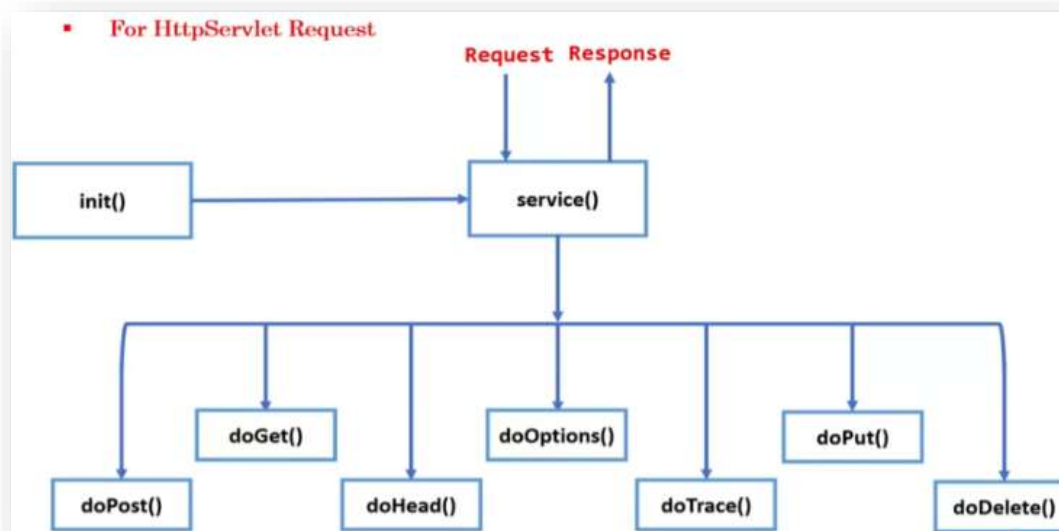 ▪ For HttpServlet Request
Request Response
init()
service()
doGet()
doOptions()
doPut()
doPost()
doHead()
doTrace()
doDelete()